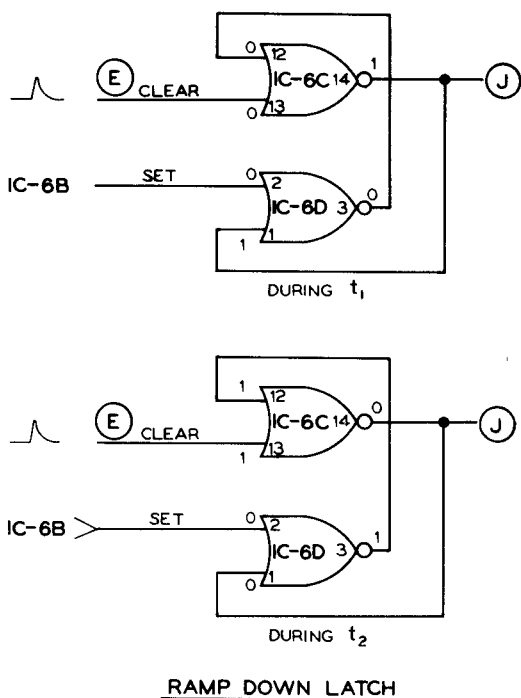 0 12 1
E CLEAR IC-6C 14 J
0 13
IC-6B SET 0 2 0
IC-6D 3
1 1
DURING t₁
1 12 0
E CLEAR IC-6C 14 J
1 13
IC-6B SET 0 2 1
IC-6D 3
0 1
DURING t₂
RAMP DOWN LATCH